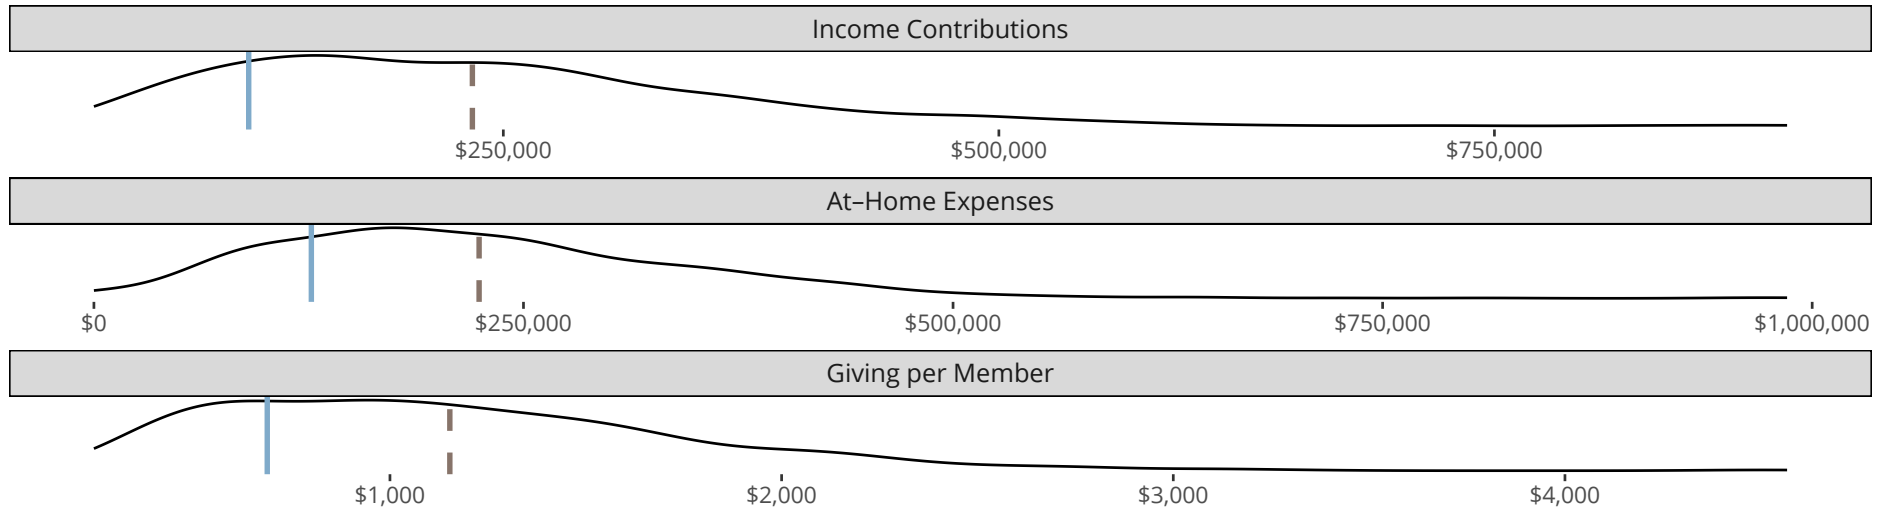 Income Contributions
$250,000 $500,000 $750,000
At–Home Expenses
$0 $250,000 $500,000 $750,000 $1,000,000
Giving per Member
$1,000 $2,000 $3,000 $4,000